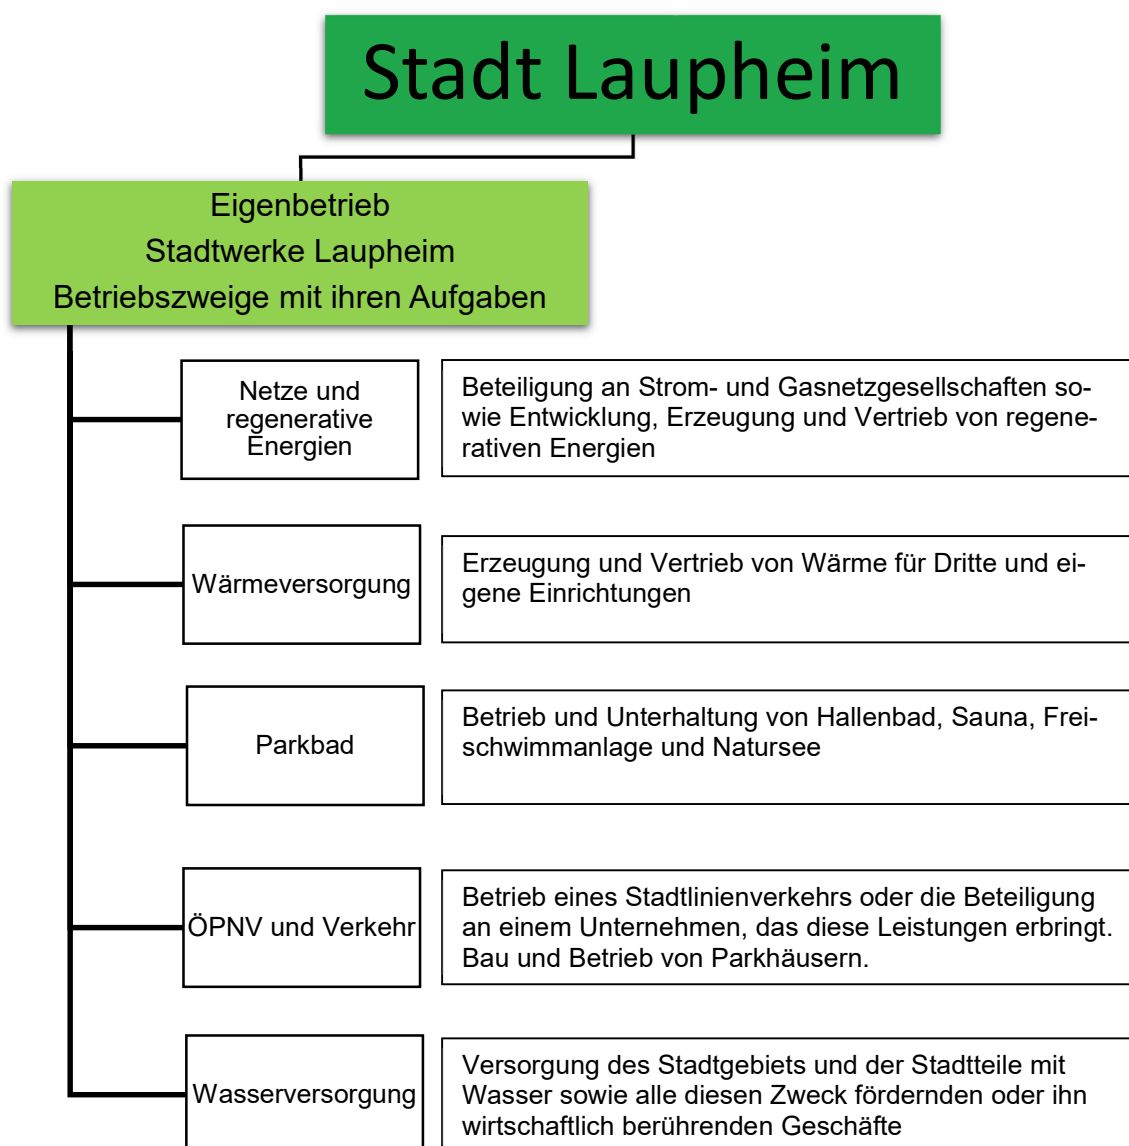 Stadt Laupheim
Eigenbetrieb
Stadtwerke Laupheim
Betriebszweige mit ihren Aufgaben
Netze und
regenerative
Energien
Beteiligung an Strom- und Gasnetzgesellschaften so-
wie Entwicklung, Erzeugung und Vertrieb von regene-
rativen Energien
Wärmeversorgung
Erzeugung und Vertrieb von Wärme für Dritte und ei-
gene Einrichtungen
Parkbad
Betrieb und Unterhaltung von Hallenbad, Sauna, Frei-
schwimmanlage und Natursee
ÖPNV und Verkehr
Betrieb eines Stadtlinienverkehrs oder die Beteiligung
an einem Unternehmen, das diese Leistungen erbringt.
Bau und Betrieb von Parkhäusern.
Wasserversorgung
Versorgung des Stadtgebiets und der Stadtteile mit
Wasser sowie alle diesen Zweck fördernden oder ihn
wirtschaftlich berührenden Geschäfte